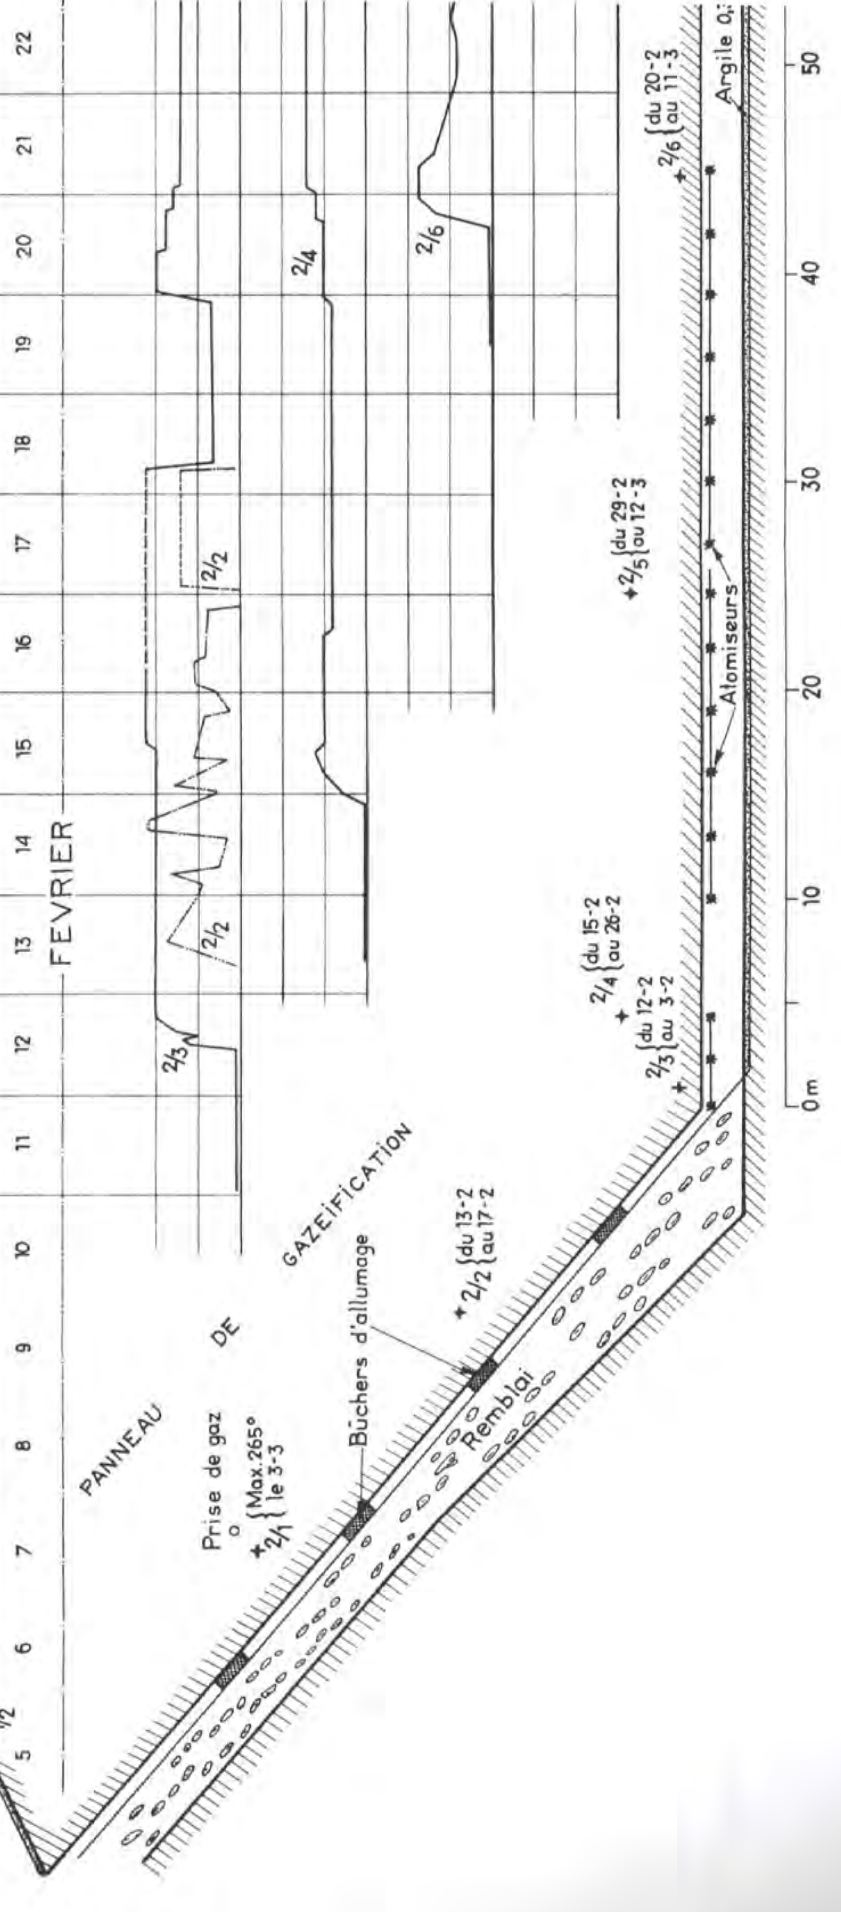 1/2
5 6 7 8 9 10 11 12 13 14 15 16 17 18 19 20 21 22
FEVRIER
2/3
2/2
2/2
2/4
2/6
PANNEAU DE GAZEiFiCATiON
Prise de gaz
2/1 { Max. 265°
le 3-3
Bûchers d'allumage
2/2 { du 13-2
au 17-2
2/4 { du 15-2
au 26-2
2/3 { du 12-2
au 3-2
2/5 { du 29-2
au 12-3
2/6 { du 20-2
au 11-3
Remblai
Atomiseurs
Argile
0m 10 20 30 40 50